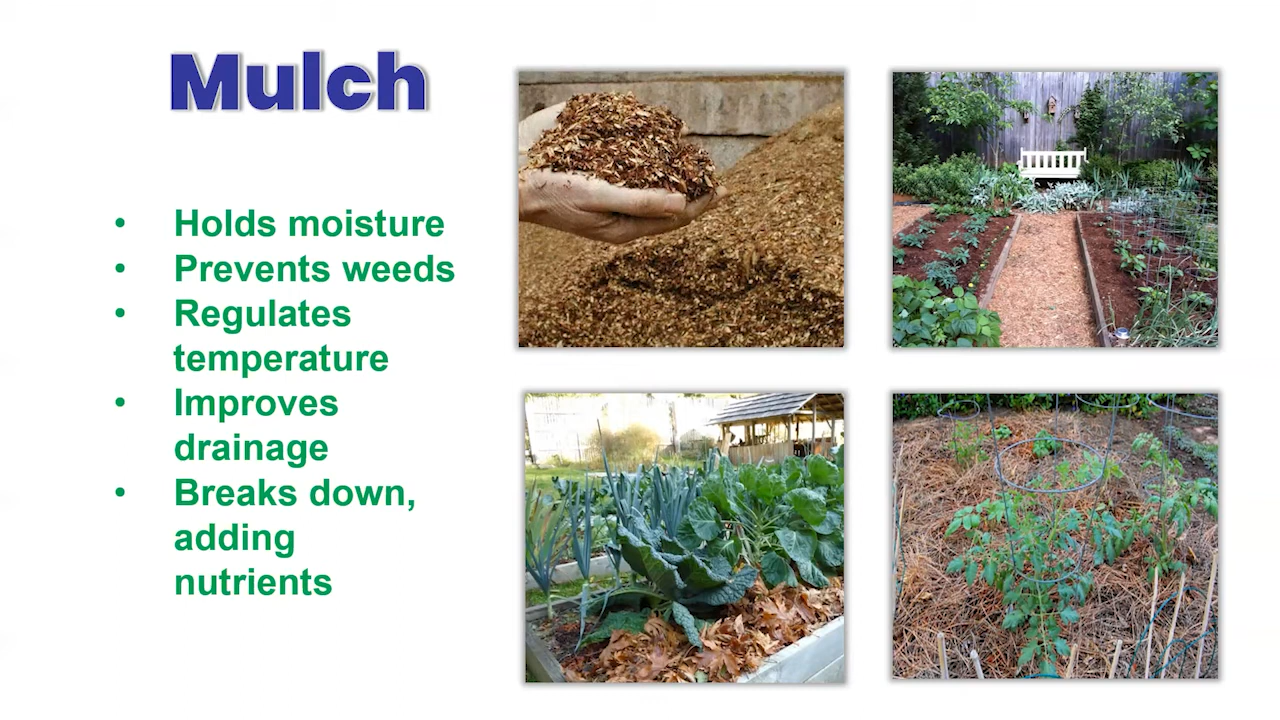 Mulch
• Holds moisture
• Prevents weeds
• Regulates
temperature
• Improves
drainage
• Breaks down,
adding
nutrients